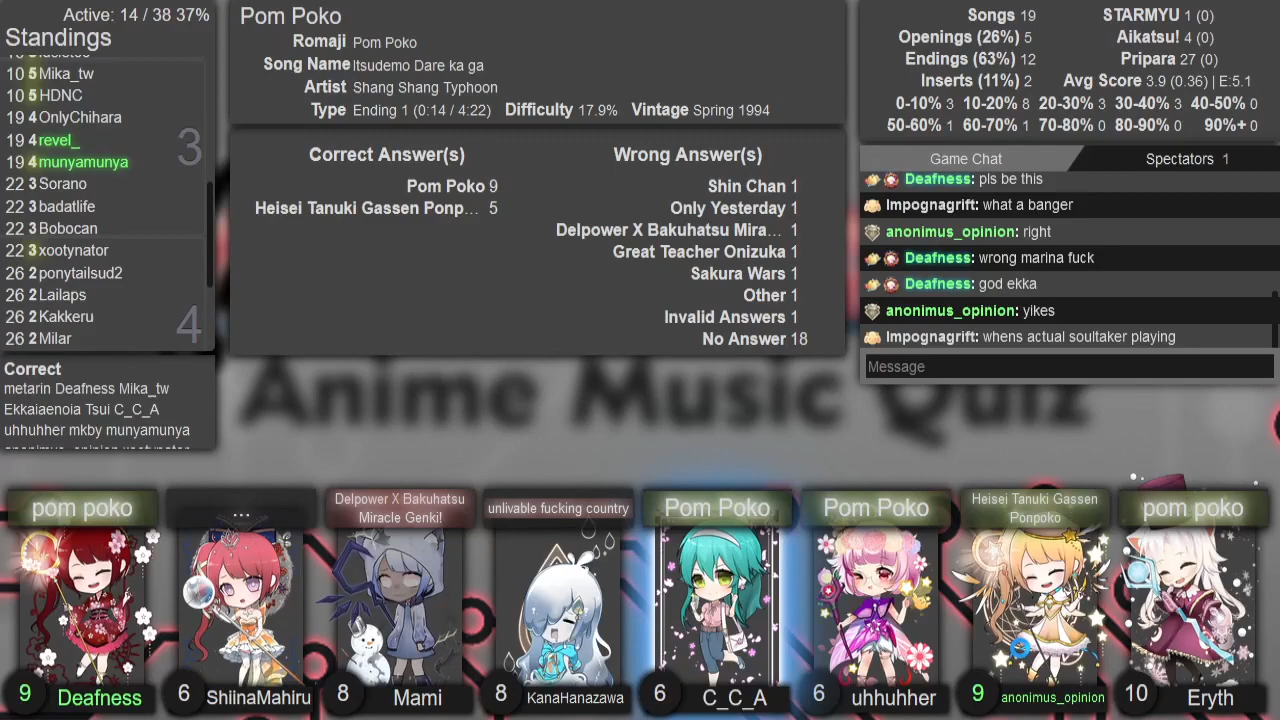 Active: 14 / 38 37%
Standings
10 5 Mika_tw
10 5 HDNC
19 4 OnlyChihara
19 4 revel_
19 4 munyamunya
3
22 3 Sorano
22 3 badatlife
22 3 Bobocan
22 3 xootynator
26 2 ponytailsud2
26 2 Lailaps
26 2 Kakkeru
26 2 Milar
4
Correct
metarin Deafness Mika_tw
Ekkaiaenoia Tsui C_C_A
uhhuhher mkby munyamunya
Pom Poko
Romaji Pom Poko
Song Name Itsudemo Dare ka ga
Artist Shang Shang Typhoon
Type Ending 1 (0:14 / 4:22) Difficulty 17.9% Vintage Spring 1994
Correct Answer(s)
Pom Poko 9
Heisei Tanuki Gassen Ponp... 5
Wrong Answer(s)
Shin Chan 1
Only Yesterday 1
Delpower X Bakuhatsu Mira... 1
Great Teacher Onizuka 1
Sakura Wars 1
Other 1
Invalid Answers 1
No Answer 18
Songs 19 STARMYU 1 (0)
Openings (26%) 5 Aikatsu! 4 (0)
Endings (63%) 12 Pripara 27 (0)
Inserts (11%) 2 Avg Score 3.9 (0.36) | E:5.1
0-10% 3 10-20% 8 20-30% 3 30-40% 3 40-50% 0
50-60% 1 60-70% 1 70-80% 0 80-90% 0 90%+ 0
Game Chat Spectators 1
Deafness: pls be this
Impognagrift: what a banger
anonimus_opinion: right
Deafness: wrong marina fuck
Deafness: god ekka
anonimus_opinion: yikes
Impognagrift: whens actual soultaker playing
Message
Anime Music Quiz
pom poko
...
Delpower X Bakuhatsu
Miracle Genki!
unlivable fucking country
Pom Poko
Pom Poko
Heisei Tanuki Gassen
Ponpoko
pom poko
9 Deafness
6 ShiinaMahiru
8 Mami
8 KanaHanazawa
6 C_C_A
6 uhhuhher
9 anonimus_opinion
10 Eryth